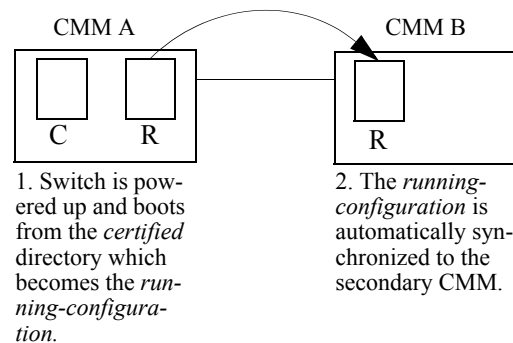 CMM A
CMM B
C
R
R
1. Switch is pow-
ered up and boots
from the certified
directory which
becomes the run-
ning-configura-
tion.
2. The running-
configuration is
automatically syn-
chronized to the
secondary CMM.